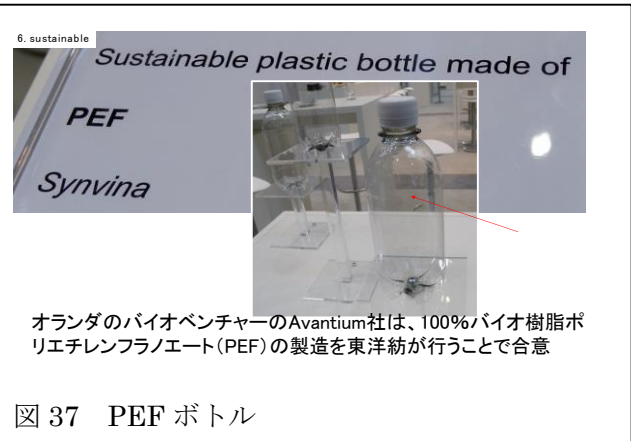 6. sustainable
Sustainable plastic bottle made of
PEF
Synvina
オランダのバイオベンチャーのAvantium社は、100%バイオ樹脂ポ
リエチレンフラノエート(PEF)の製造を東洋紡が行うことで合意
図 37 PEF ボトル